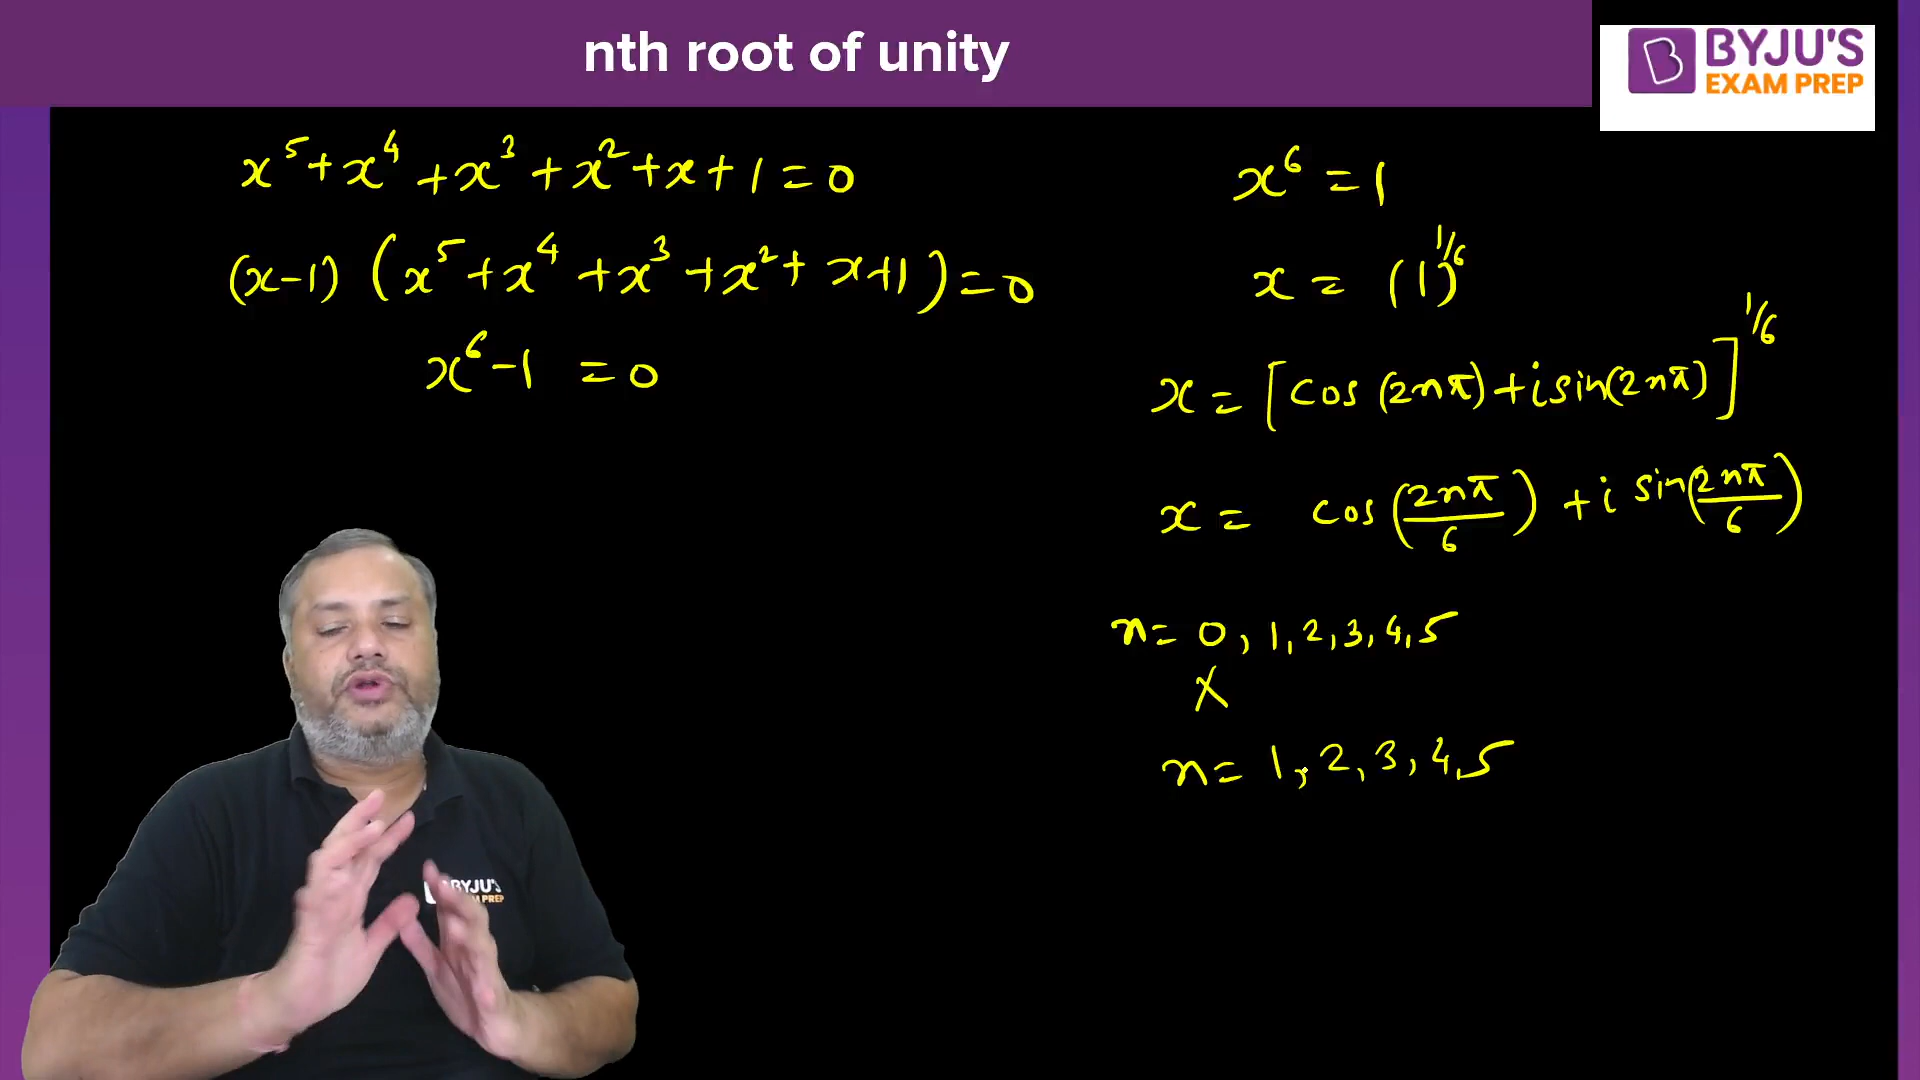 nth root of unity
BYJU'S
EXAM PREP
x⁵+x⁴+x³+x²+x+1=0
(x-1) (x⁵+x⁴+x³+x²+x+1)=0
x⁶-1=0
x⁶=1
x=(1)^1/6
x=[cos(2nπ)+isin(2nπ)]^1/6
x= cos(2nπ/6)+i sin(2nπ/6)
n=0,1,2,3,4,5
X
n=1,2,3,4,5
BYJU'S